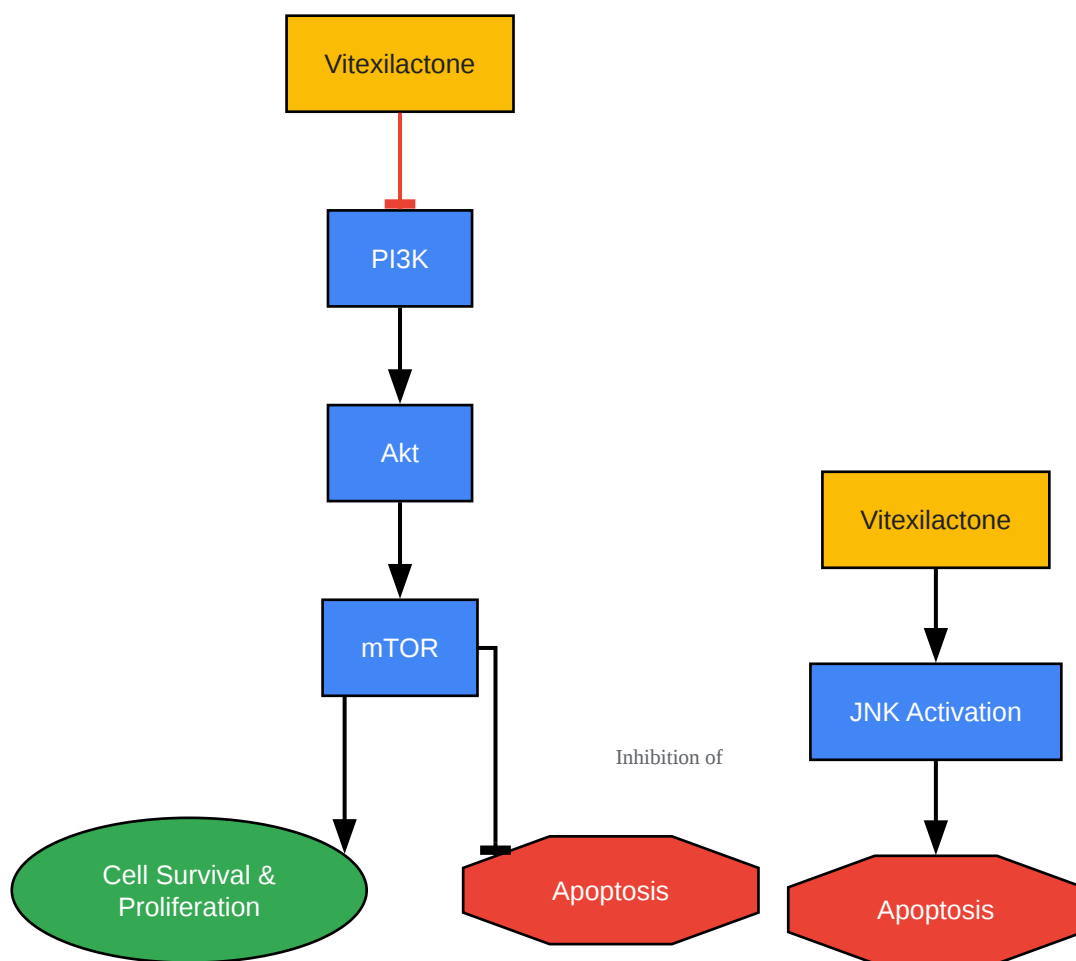 Vitexilactone
PI3K
Akt
mTOR
Inhibition of
Cell Survival &
Proliferation
Apoptosis
Vitexilactone
JNK Activation
Apoptosis